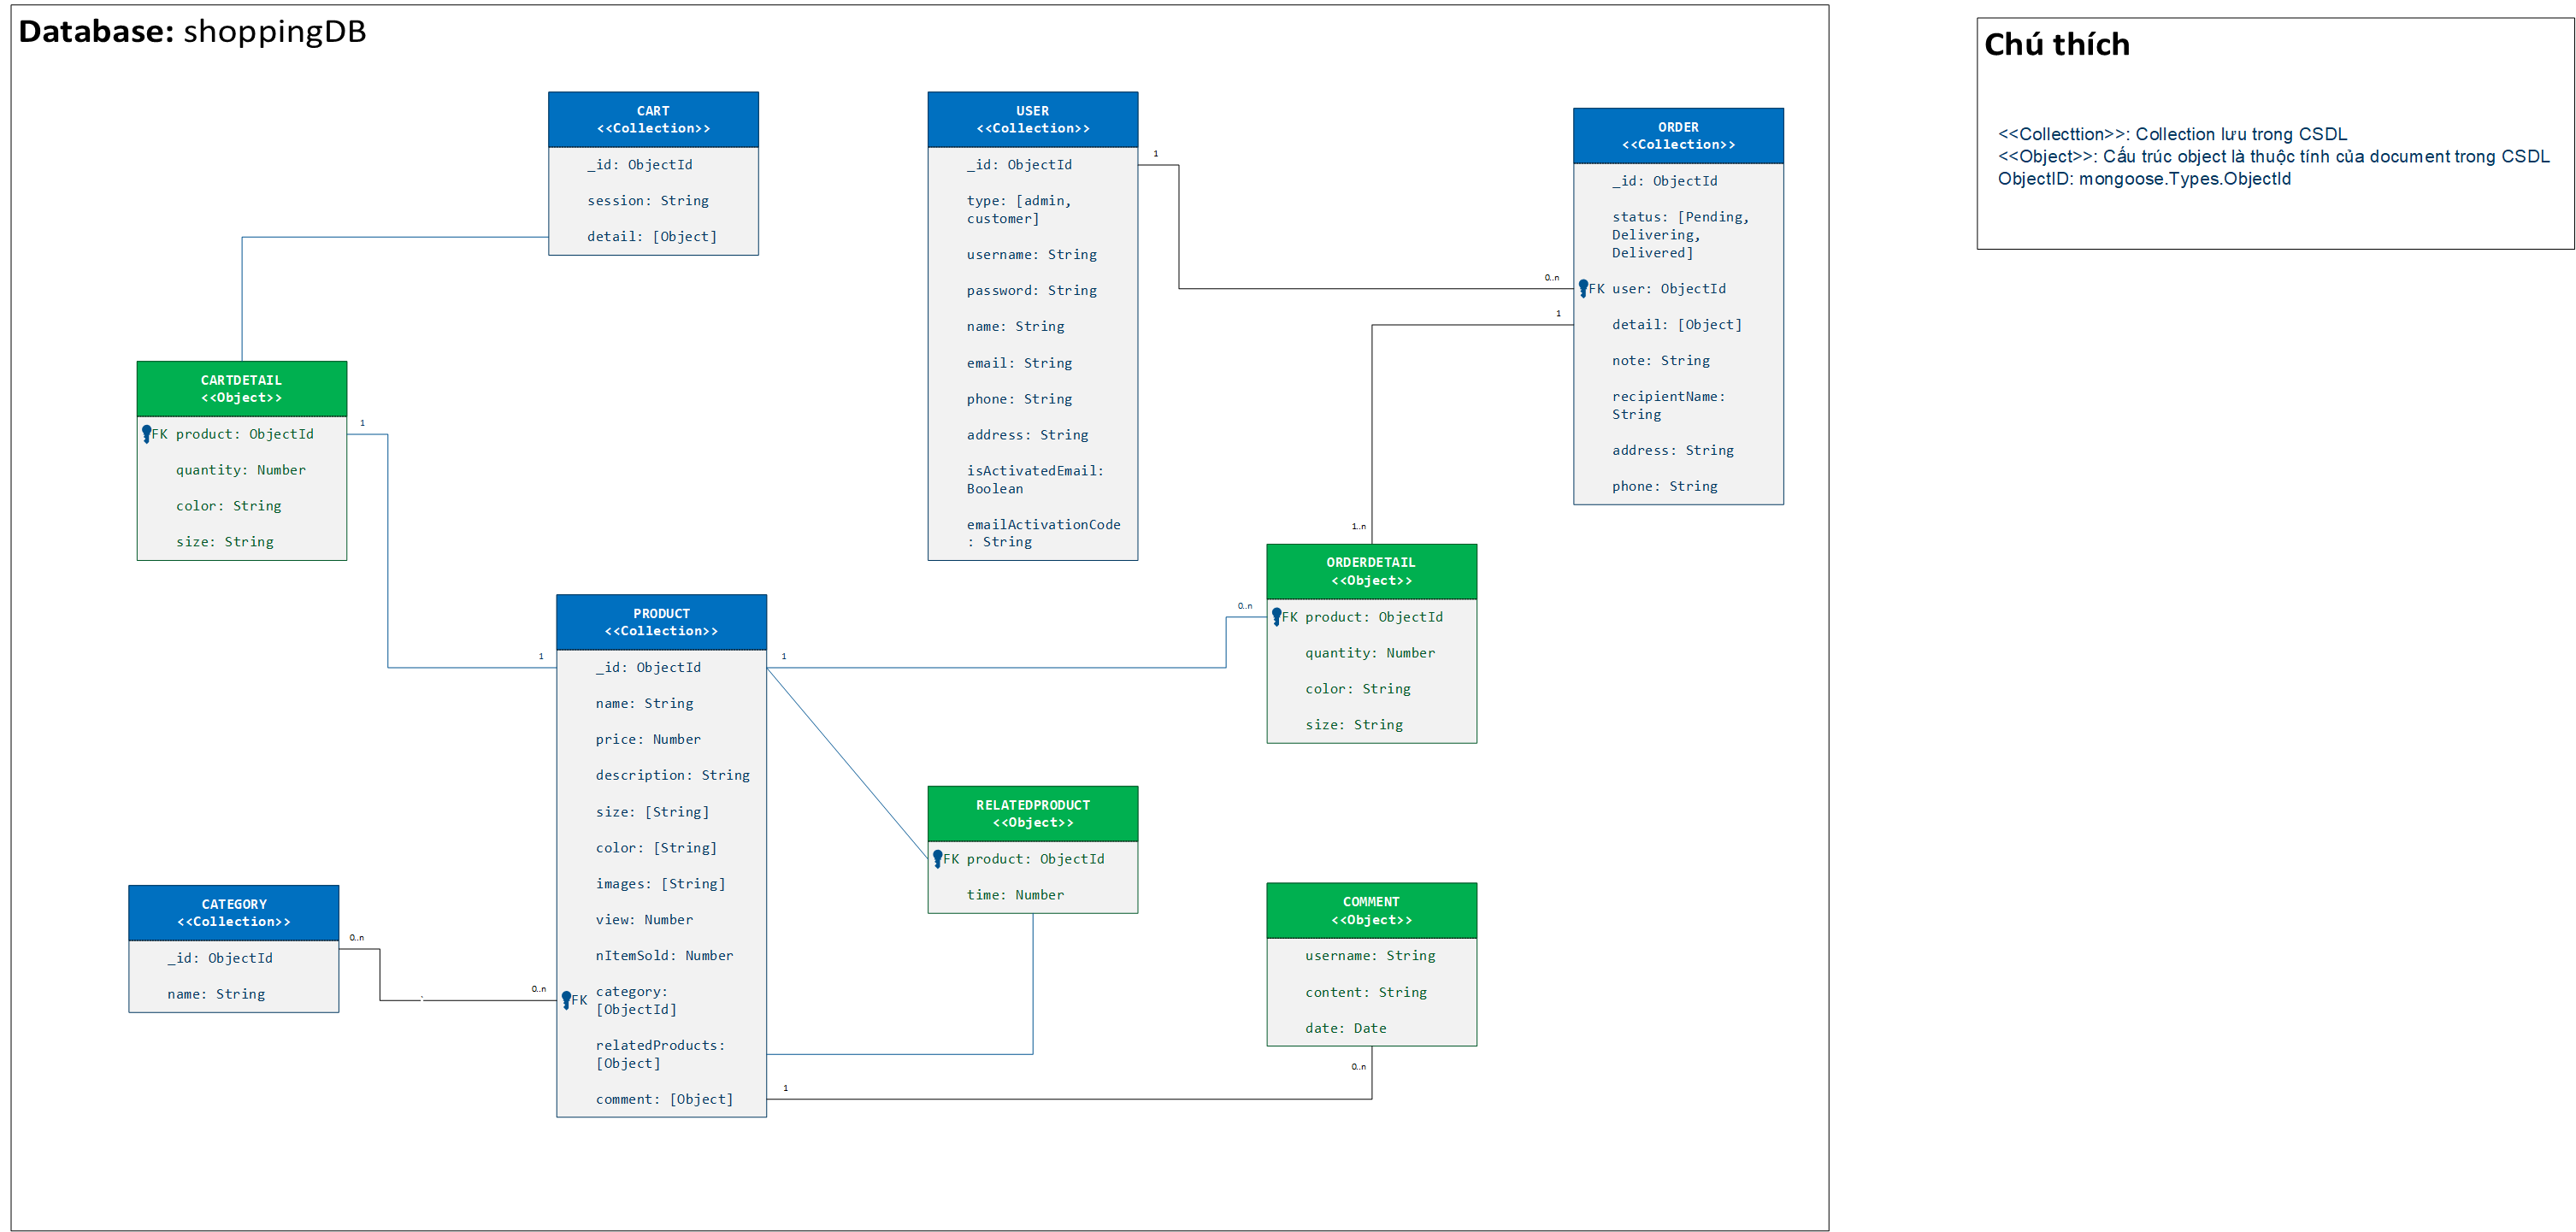 Database: shoppingDB
CART
<<Collection>>
_id: ObjectId
session: String
detail: [Object]
USER
<<Collection>>
_id: ObjectId
type: [admin,
customer]
username: String
password: String
name: String
email: String
phone: String
address: String
isActivatedEmail:
Boolean
emailActivationCode
: String
ORDER
<<Collection>>
_id: ObjectId
status: [Pending,
Delivering,
Delivered]
FK user: ObjectId
detail: [Object]
note: String
recipientName:
String
address: String
phone: String
1
0..n
1
1..n
CARTDETAIL
<<Object>>
FK product: ObjectId
quantity: Number
color: String
size: String
1
1
PRODUCT
<<Collection>>
_id: ObjectId
name: String
price: Number
description: String
size: [String]
color: [String]
images: [String]
view: Number
nItemSold: Number
FK category:
[ObjectId]
relatedProducts:
[Object]
comment: [Object]
1
0..n
ORDERDETAIL
<<Object>>
FK product: ObjectId
quantity: Number
color: String
size: String
RELATEDPRODUCT
<<Object>>
FK product: ObjectId
time: Number
CATEGORY
<<Collection>>
_id: ObjectId
name: String
0..n
0..n
COMMENT
<<Object>>
username: String
content: String
date: Date
0..n
1
Chú thích
<<Collecttion>>: Collection lưu trong CSDL
<<Object>>: Cấu trúc object là thuộc tính của document trong CSDL
ObjectID: mongoose.Types.ObjectId